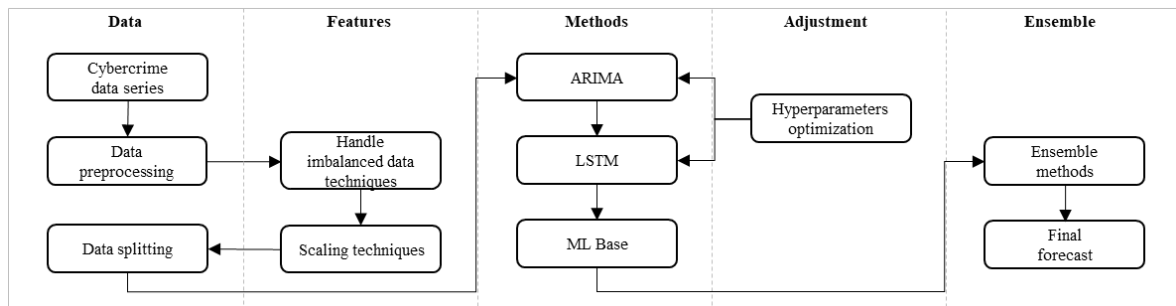 Data
Features
Methods
Adjustment
Ensemble
Cybercrime
data series
Data
preprocessing
Data splitting
Handle
imbalanced data
techniques
Scaling techniques
ARIMA
LSTM
ML Base
Hyperparameters
optimization
Ensemble
methods
Final
forecast